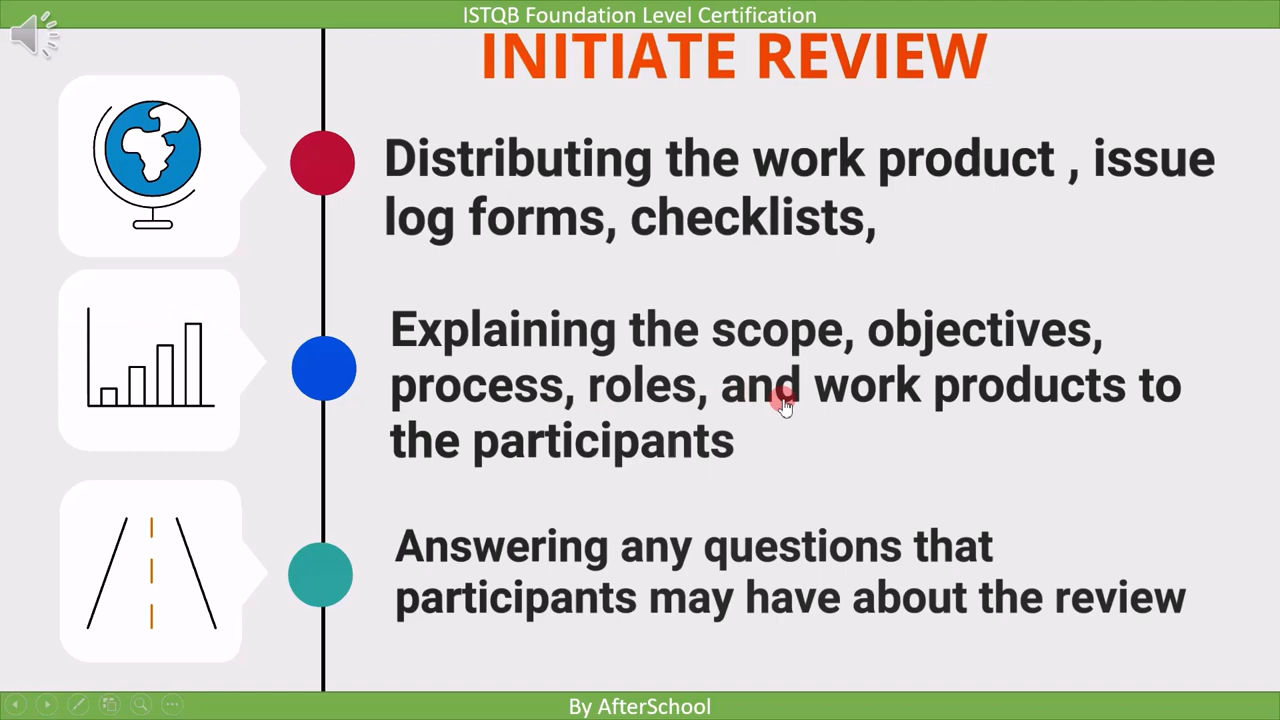 ISTQB Foundation Level Certification
INITIATE REVIEW
Distributing the work product , issue
log forms, checklists,
Explaining the scope, objectives,
process, roles, and work products to
the participants
Answering any questions that
participants may have about the review
By AfterSchool